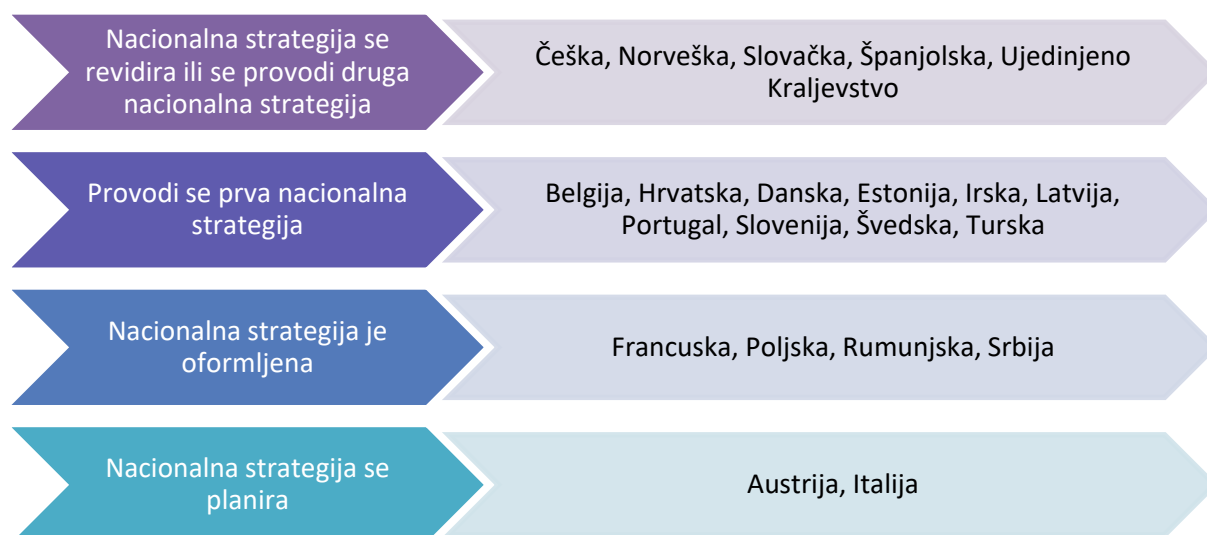 Nacionalna strategija se
revidira ili se provodi druga
nacionalna strategija
Češka, Norveška, Slovačka, Španjolska, Ujedinjeno
Kraljevstvo
Provodi se prva nacionalna
strategija
Belgija, Hrvatska, Danska, Estonija, Irska, Latvija,
Portugal, Slovenija, Švedska, Turska
Nacionalna strategija je
oformljena
Francuska, Poljska, Rumunjska, Srbija
Nacionalna strategija se
planira
Austrija, Italija